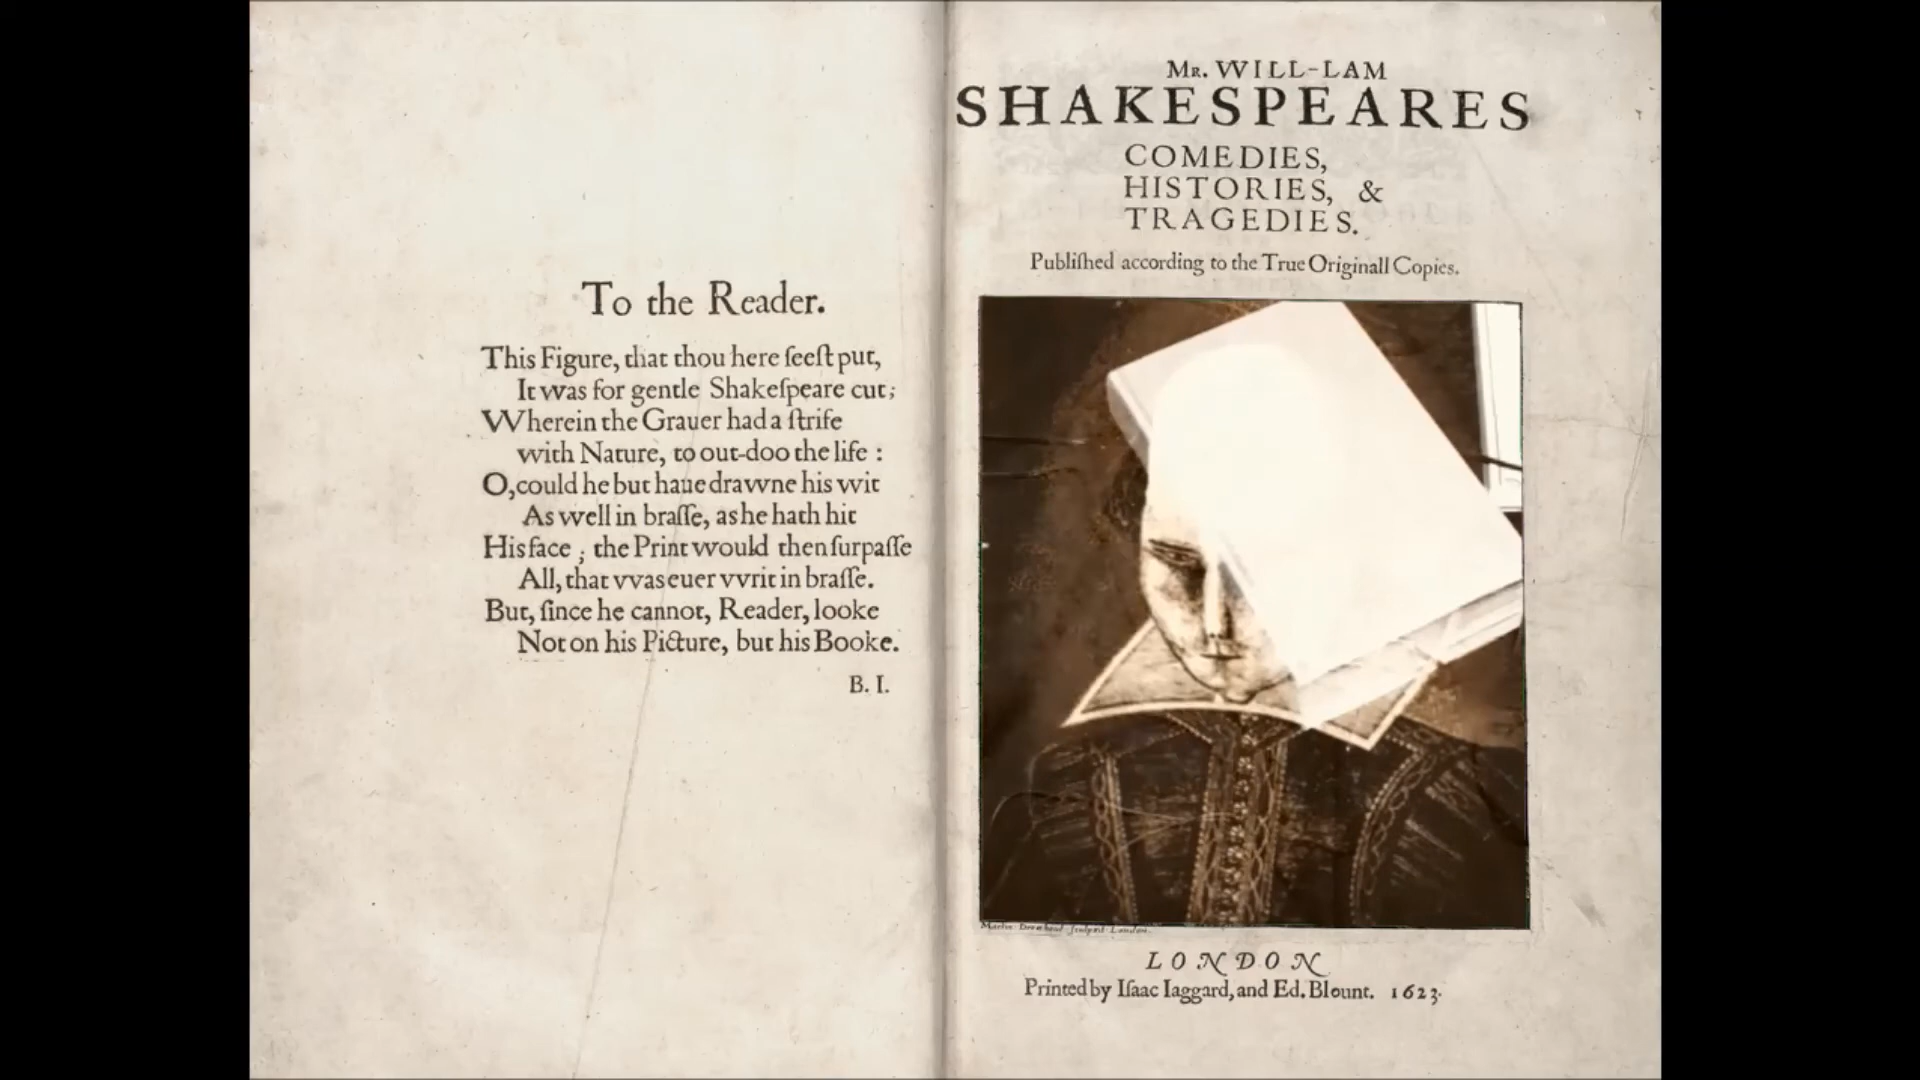 To the Reader.
This Figure, that thou here ſeeſt put,
It was for gentle Shakeſpeare cut;
Wherein the Grauer had a ſtrife
with Nature, to out-doo the life :
O, could he but haue drawne his wit
As well in braſſe, as he hath hit
His face ; the Print would then ſurpaſſe
All, that vvas euer vvrit in braſſe.
But, ſince he cannot, Reader, looke
Not on his Picture, but his Booke.
B. I.
Mr. WILL-LAM
SHAKESPEARES
COMEDIES,
HISTORIES, &
TRAGEDIES.
Publiſhed according to the True Originall Copies.
Martin Droeshout ſculpsit London.
LONDON
Printed by Iſaac Iaggard, and Ed. Blount. 1623.